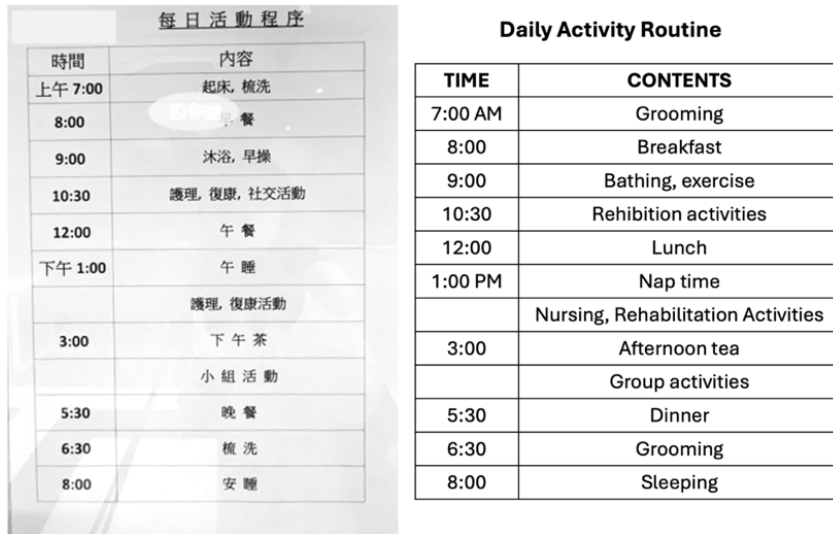 每日活動程序
時間 內容
上午 7:00 起床, 梳洗
8:00 早餐
9:00 沐浴, 早操
10:30 護理, 復康, 社交活動
12:00 午餐
下午 1:00 午睡
護理, 復康活動
3:00 下午茶
小組活動
5:30 晚餐
6:30 梳洗
8:00 安睡
Daily Activity Routine
TIME CONTENTS
7:00 AM Grooming
8:00 Breakfast
9:00 Bathing, exercise
10:30 Rehibition activities
12:00 Lunch
1:00 PM Nap time
Nursing, Rehabilitation Activities
3:00 Afternoon tea
Group activities
5:30 Dinner
6:30 Grooming
8:00 Sleeping